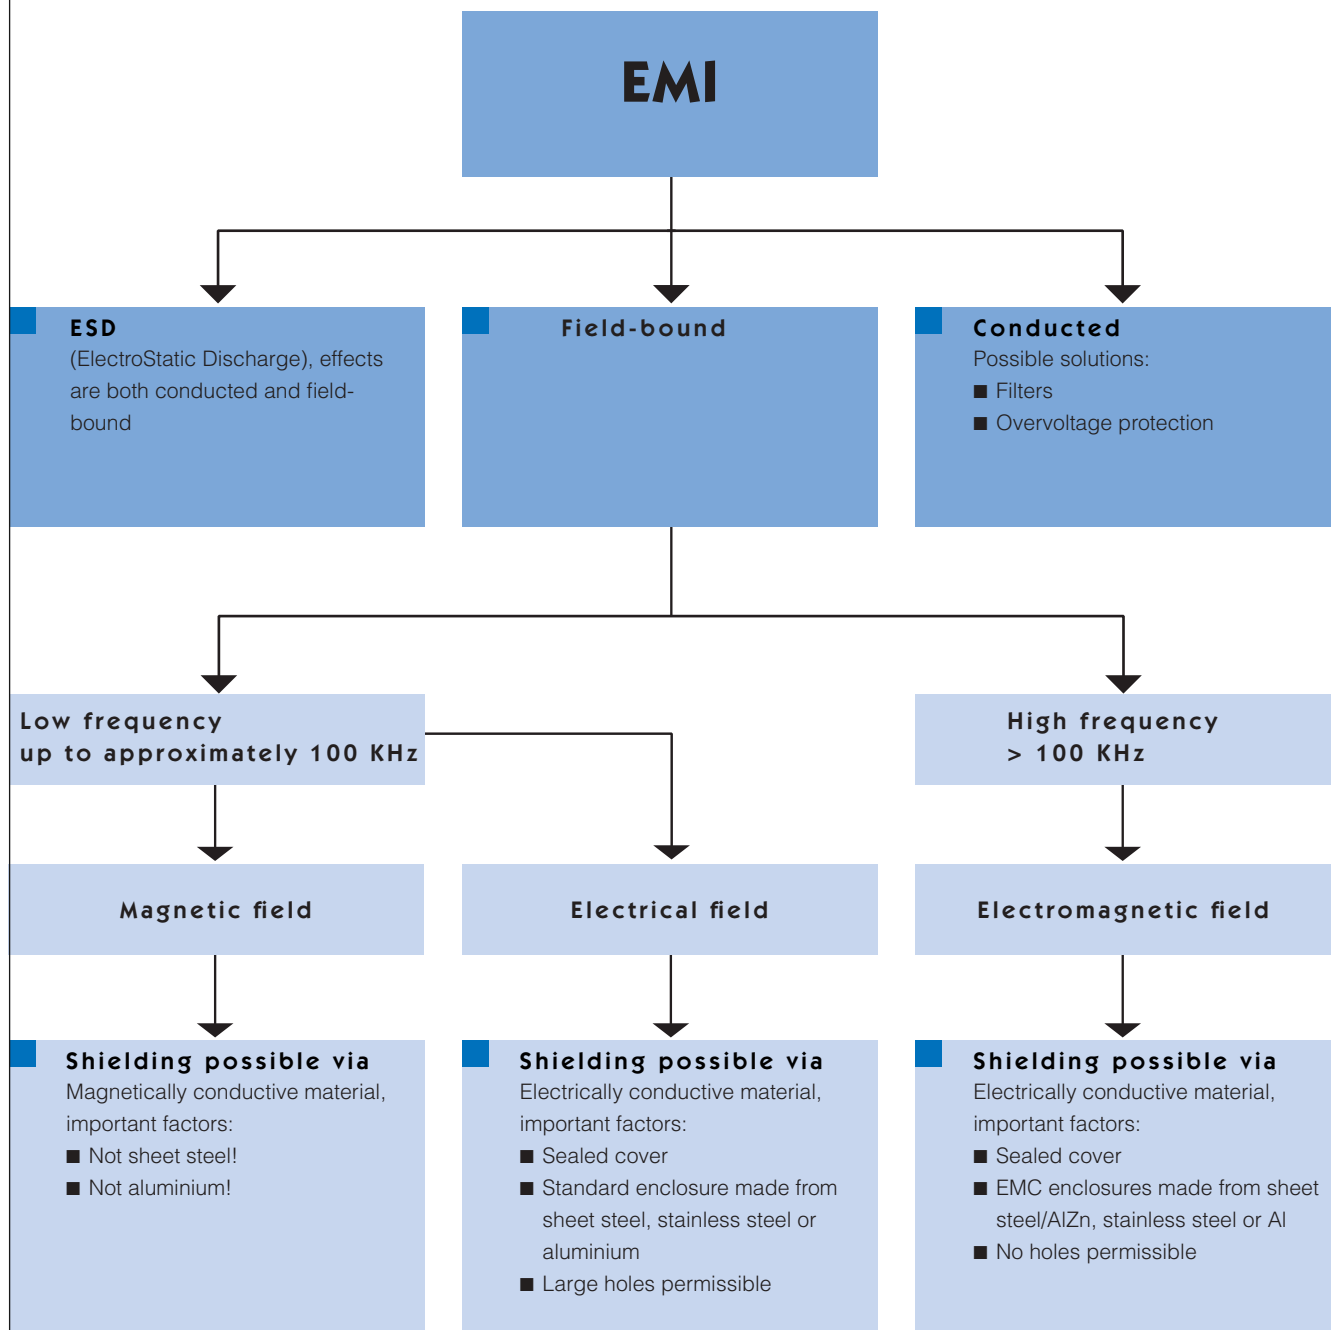 EMI
ESD
(ElectroStatic Discharge), effects
are both conducted and field-
bound
Field-bound
Conducted
Possible solutions:
■ Filters
■ Overvoltage protection
Low frequency
up to approximately 100 KHz
High frequency
> 100 KHz
Magnetic field
Electrical field
Electromagnetic field
Shielding possible via
Magnetically conductive material,
important factors:
■ Not sheet steel!
■ Not aluminium!
Shielding possible via
Electrically conductive material,
important factors:
■ Sealed cover
■ Standard enclosure made from
sheet steel, stainless steel or
aluminium
■ Large holes permissible
Shielding possible via
Electrically conductive material,
important factors:
■ Sealed cover
■ EMC enclosures made from sheet
steel/AlZn, stainless steel or Al
■ No holes permissible